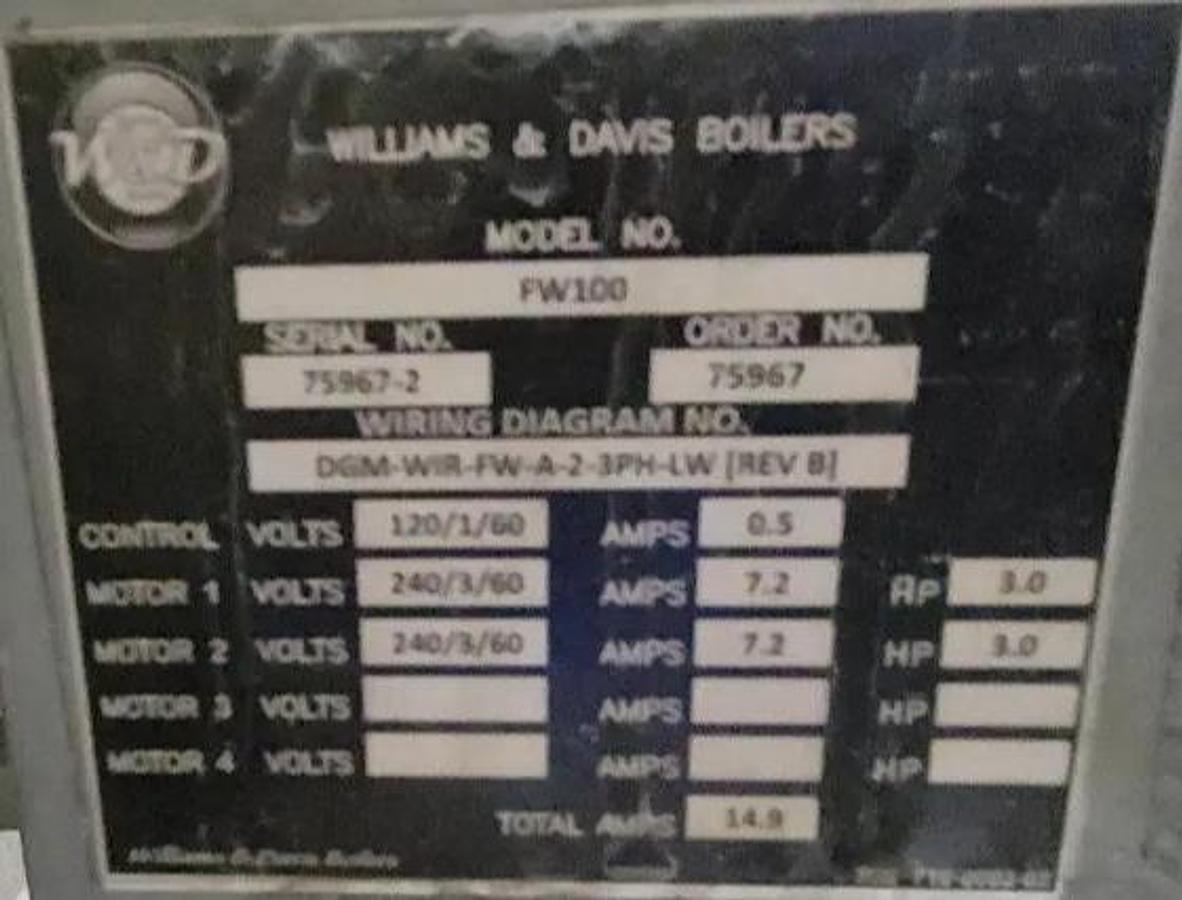 WILLIAMS & DAVIS BOILERS
MODEL NO.
FW100
SERIAL NO. ORDER NO.
75967-2 75967
WIRING DIAGRAM NO.
DGM-WIR-FW-A-2-3PH-LW [REV B]
CONTROL VOLTS 120/1/60 AMPS 0.5
MOTOR 1 VOLTS 240/3/60 AMPS 7.2 HP 3.0
MOTOR 2 VOLTS 240/3/60 AMPS 7.2 HP 3.0
MOTOR 3 VOLTS AMPS HP
MOTOR 4 VOLTS AMPS HP
TOTAL AMPS 14.9
Williams & Davis Boilers